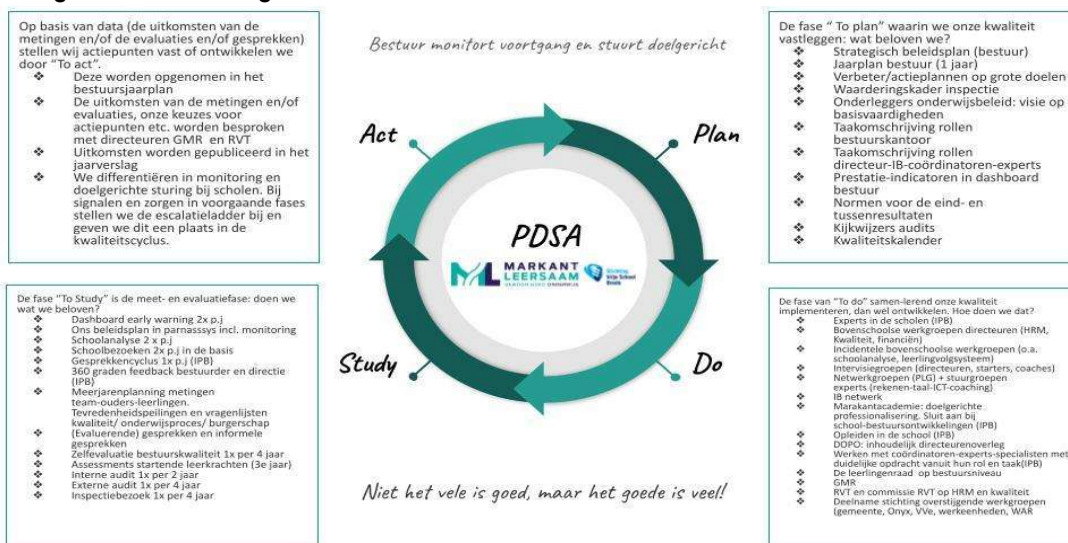 Op basis van data (de uitkomsten van de
metingen en/of de evaluaties en/of gesprekken)
stellen wij actiepunten vast of ontwikkelen we
door "To act".
❖ Deze worden opgenomen in het
bestuursjaarplan
❖ De uitkomsten van de metingen en/of
evaluaties, onze keuzes voor
actiepunten etc. worden besproken
met directeuren GMR en RVT
❖ Uitkomsten worden gepubliceerd in het
jaarverslag
❖ We differentiëren in monitoring en
doelgerichte sturing bij scholen. Bij
signalen en zorgen in voorgaande fases
stellen we de escalatieladder bij en
geven we dit een plaats in de
kwaliteitscyclus.
Bestuur monitort voortgang en stuurt doelgericht
Act
Plan
PDSA
MARKANT
LEERSAAM
Stichting
Vrije School
Breda
Study
Do
Niet het vele is goed, maar het goede is veel!
De fase " To plan" waarin we onze kwaliteit
vastleggen: wat beloven we?
❖ Strategisch beleidsplan (bestuur)
❖ Jaarplan bestuur (1 jaar)
❖ Verbeter/actieplannen op grote doelen
❖ Waarderingskader inspectie
❖ Onderleggers onderwijsbeleid: visie op
basisvaardigheden
❖ Taakomschrijving rollen
bestuurskantoor
❖ Taakomschrijving rollen
directeur-IB-coördinatoren-experts
❖ Prestatie-indicatoren in dashboard
bestuur
❖ Normen voor de eind- en
tussenresultaten
❖ Kijkwijzers audits
❖ Kwaliteitskalender
De fase "To Study" is de meet- en evaluatiefase: doen we
wat we beloven?
❖ Dashboard early warning 2x p.j
❖ Ons beleidsplan in parnasssys incl. monitoring
❖ Schoolanalyse 2 x p.j
❖ Schoolbezoeken 2x p.j in de basis
❖ Gesprekkencyclus 1x p.j (IPB)
❖ 360 graden feedback bestuurder en directie
(IPB)
❖ Meerjarenplanning metingen
team-ouders-leerlingen.
Tevredenheidspeilingen en vragenlijsten
kwaliteit/ onderwijsproces/ burgerschap
❖ (Evaluerende) gesprekken en informele
gesprekken
❖ Zelfevaluatie bestuurskwaliteit 1x per 4 jaar
❖ Assessments startende leerkrachten (3e jaar)
❖ Interne audit 1x per 2 jaar
❖ Externe audit 1x per 4 jaar
❖ Inspectiebezoek 1x per 4 jaar
De fase van "To do" samen-lerend onze kwaliteit
implementeren, dan wel ontwikkelen. Hoe doen we dat?
❖ Experts in de scholen (IPB)
❖ Bovenschoolse werkgroepen directeuren (HRM,
Kwaliteit, financiën)
❖ Incidentele bovenschoolse werkgroepen (o.a.
schoolanalyse, leerlingvolgsysteem)
❖ Intervisiegroepen (directeuren, starters, coaches)
❖ Netwerkgroepen (PLG) + stuurgroepen
experts (rekenen-taal-ICT-coaching)
❖ IB netwerk
❖ Marakantacademie: doelgerichte
professionalisering. Sluit aan bij
school-bestuursontwikkelingen (IPB)
❖ Opleiden in de school (IPB)
❖ DOPO: inhoudelijk directeurenoverleg
❖ Werken met coördinatoren-experts-specialisten met
duidelijke opdracht vanuit hun rol en taak(IPB)
❖ De leerlingenraad op bestuursniveau
❖ GMR
❖ RVT en commissie RVT op HRM en kwaliteit
❖ Deelname stichting overstijgende werkgroepen
(gemeente, Onyx, VVe, werkeenheden, WAR